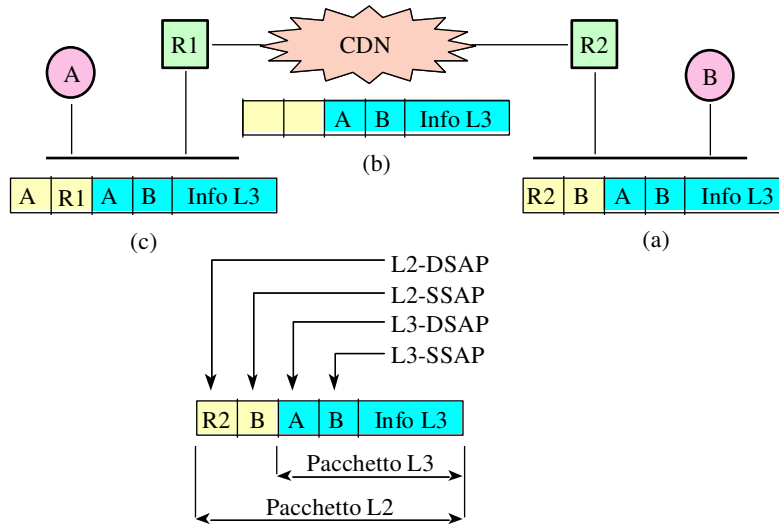 R1
CDN
R2
A
B
A B Info L3
(b)
A R1 A B Info L3
R2 B A B Info L3
(c)
(a)
L2-DSAP
L2-SSAP
L3-DSAP
L3-SSAP
R2 B A B Info L3
Pacchetto L3
Pacchetto L2